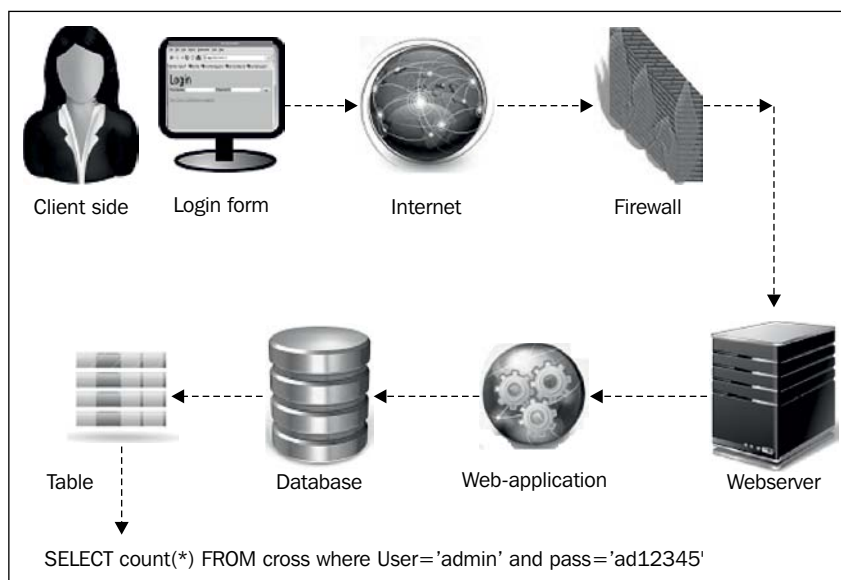 Login
Client side
Login form
Internet
Firewall
Table
Database
Web-application
Webserver
SELECT count(*) FROM cross where User='admin' and pass='ad12345'